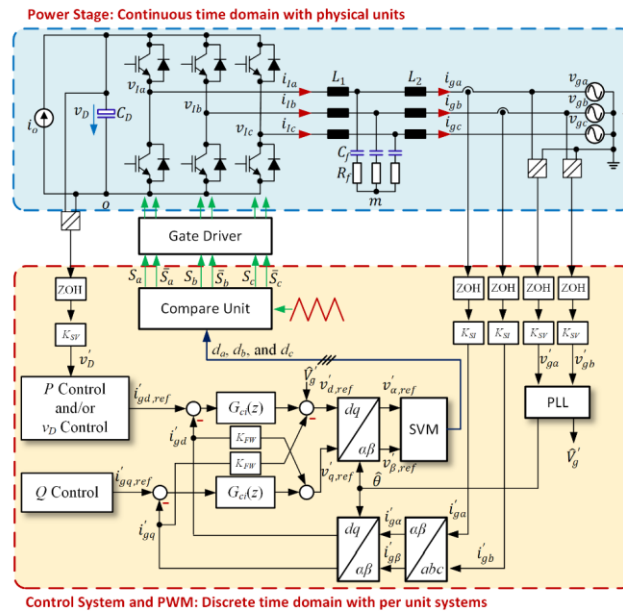 Power Stage: Continuous time domain with physical units
i_Ia L_1 L_2 i_ga v_ga
v_Ia i_Ib i_gb v_gb
i_o v_D C_D v_Ib i_Ic i_gc v_gc
v_Ic C_f
R_f
o m
Gate Driver
S_a S̄_a S_b S̄_b S_c S̄_c
ZOH ZOH ZOH ZOH ZOH
Compare Unit
K_SV K_SI K_SI K_SV K_SV
v'_D d_a, d_b, and d_c v'_ga v'_gb
P Control
and/or
v_D Control
i'_gd,ref G_ci(z) V̂'_g v'_d,ref dq v'_α,ref SVM PLL
i'_gd K_FW αβ
K_FW v'_q,ref v'_β,ref V̂'_g
Q Control i'_gq,ref G_ci(z) θ̂
i'_gq dq i'_gα αβ i'_ga
αβ i'_gβ abc i'_gb
Control System and PWM: Discrete time domain with per unit systems